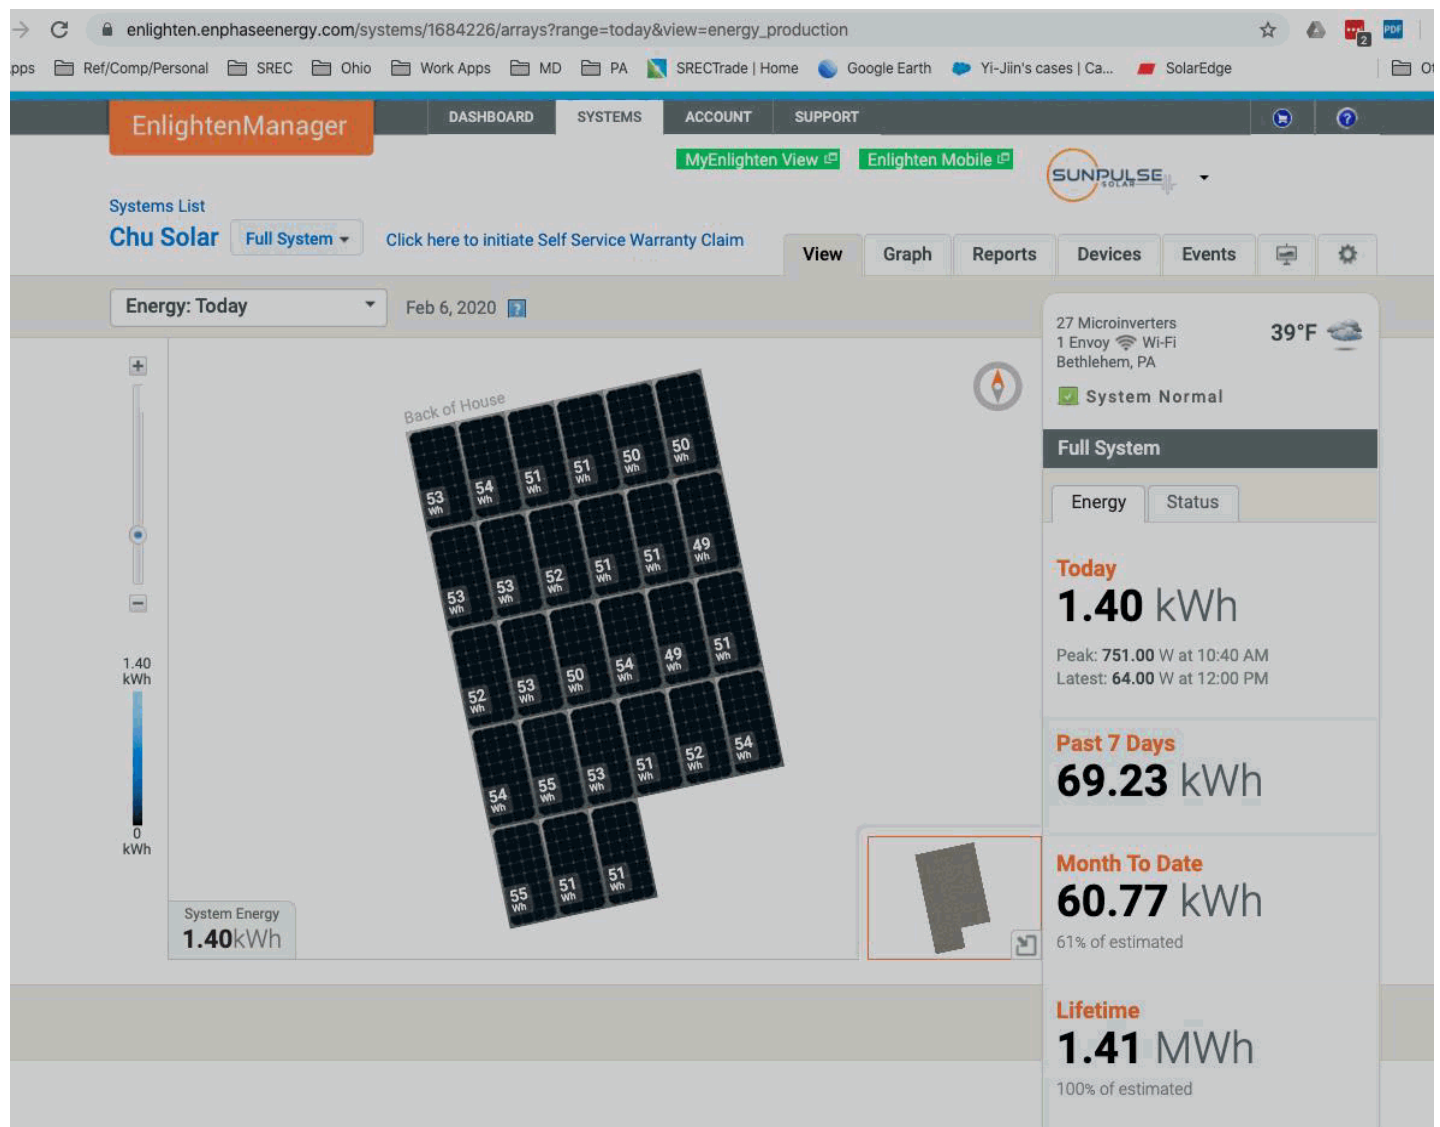 enlighten.enphaseenergy.com/systems/1684226/arrays?range=today&view=energy_production
2
PDF
pps Ref/Comp/Personal SREC Ohio Work Apps MD PA SRECTrade | Home Google Earth Yi-Jiin's cases | Ca... SolarEdge Ot
EnlightenManager
DASHBOARD SYSTEMS ACCOUNT SUPPORT
?
MyEnlighten View Enlighten Mobile
SUNPULSE
SOLAR
Systems List
Chu Solar Full System Click here to initiate Self Service Warranty Claim
View Graph Reports Devices Events
Energy: Today Feb 6, 2020 ?
+
−
1.40
kWh
0
kWh
Back of House
53 Wh 54 Wh 51 Wh 51 Wh 50 Wh 50 Wh
53 Wh 53 Wh 52 Wh 51 Wh 51 Wh 49 Wh
52 Wh 53 Wh 50 Wh 54 Wh 49 Wh 51 Wh
54 Wh 55 Wh 53 Wh 51 Wh 52 Wh 54 Wh
55 Wh 51 Wh 51 Wh
System Energy
1.40kWh
27 Microinverters
1 Envoy Wi-Fi
Bethlehem, PA
39°F
System Normal
Full System
Energy Status
Today
1.40 kWh
Peak: 751.00 W at 10:40 AM
Latest: 64.00 W at 12:00 PM
Past 7 Days
69.23 kWh
Month To Date
60.77 kWh
61% of estimated
Lifetime
1.41 MWh
100% of estimated